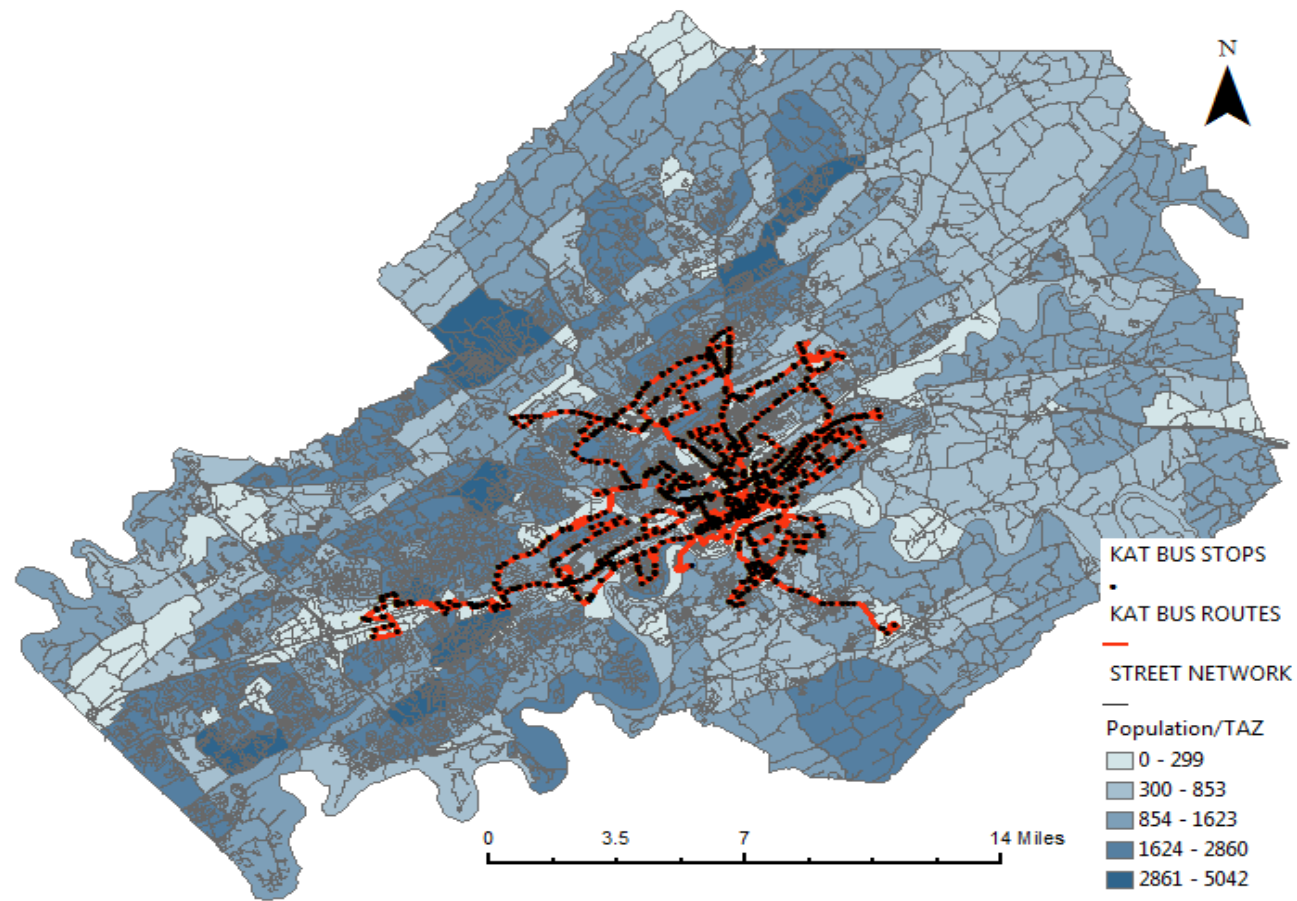 N
KAT BUS STOPS
KAT BUS ROUTES
STREET NETWORK
Population/TAZ
0 - 299
300 - 853
854 - 1623
1624 - 2860
2861 - 5042
0 3.5 7 14 Miles